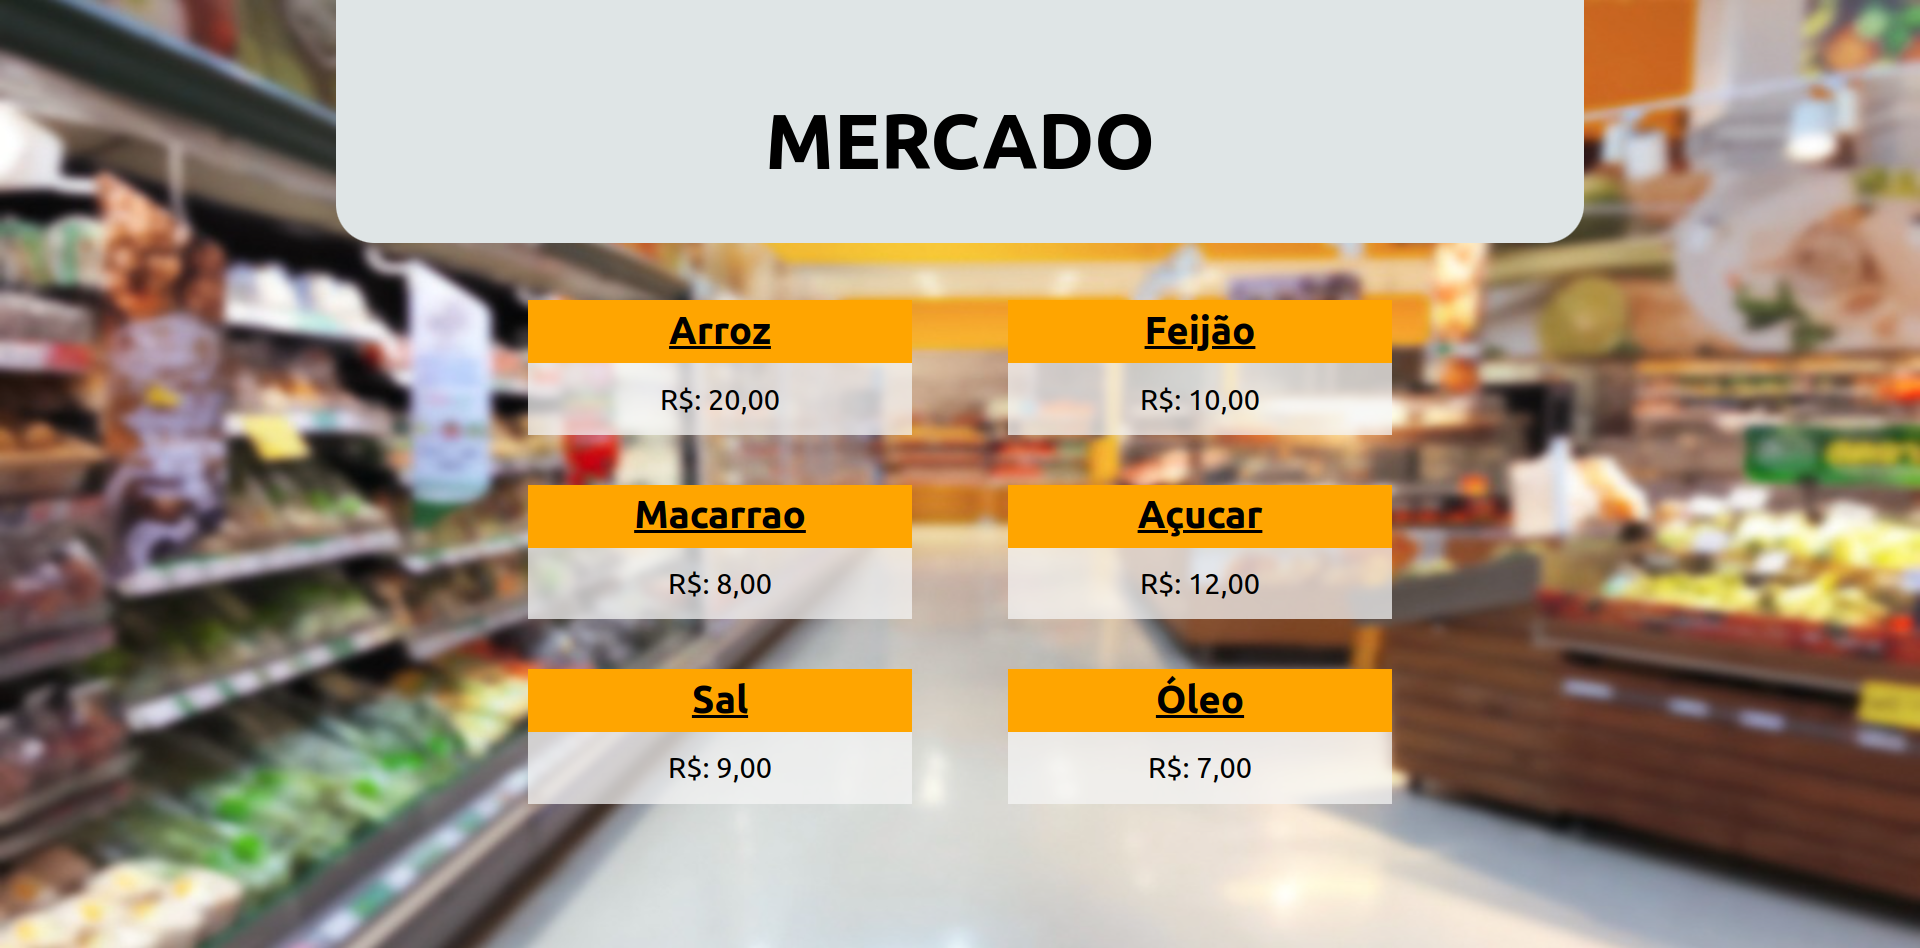 MERCADO
Arroz
Feijão
R$: 20,00
R$: 10,00
Macarrao
Açucar
R$: 8,00
R$: 12,00
Sal
Óleo
R$: 9,00
R$: 7,00